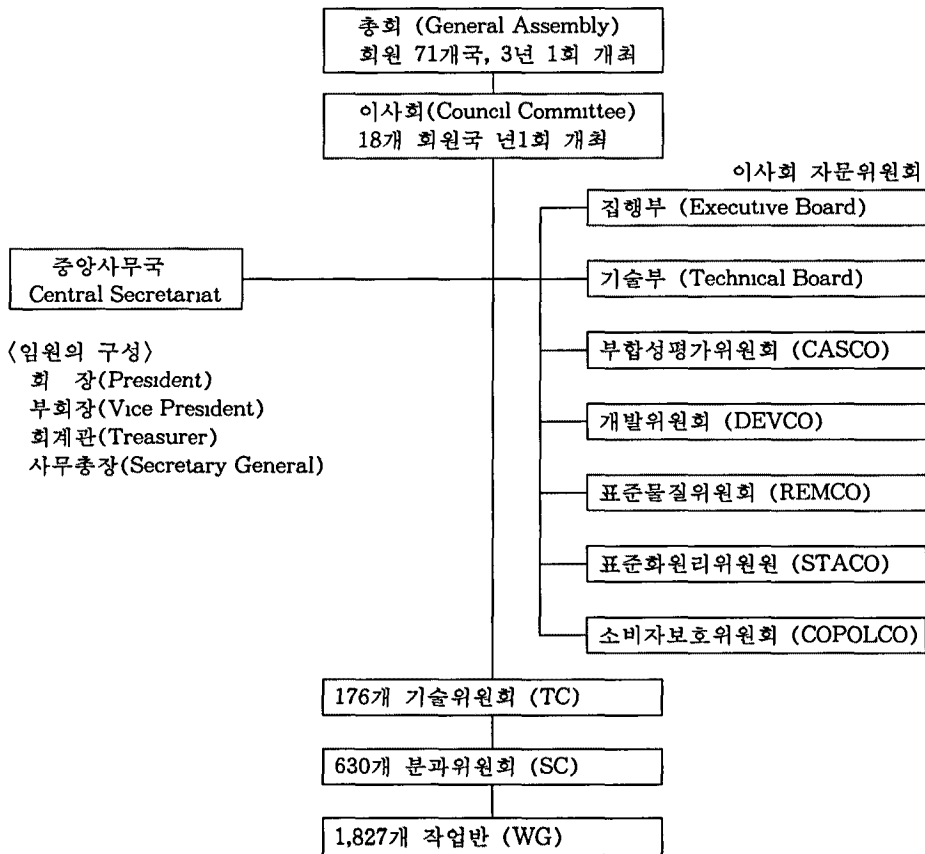 총회 (General Assembly)
회원 71개국, 3년 1회 개최
이사회(Council Committee)
18개 회원국 년1회 개최
이사회 자문위원회
집행부 (Executive Board)
중앙사무국
Central Secretariat
기술부 (Technical Board)
〈임원의 구성〉
회 장(President)
부회장(Vice President)
회계관(Treasurer)
사무총장(Secretary General)
부합성평가위원회 (CASCO)
개발위원회 (DEVCO)
표준물질위원회 (REMCO)
표준화원리위원원 (STACO)
소비자보호위원회 (COPOLCO)
176개 기술위원회 (TC)
630개 분과위원회 (SC)
1,827개 작업반 (WG)